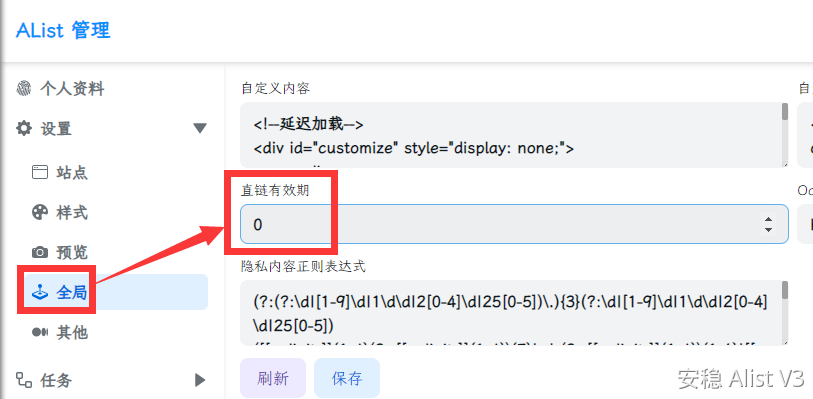 AList 管理
个人资料
设置
站点
样式
预览
全局
其他
任务
自定义内容
<!--延迟加载-->
<div id="customize" style="display: none;">
直链有效期
0
隐私内容正则表达式
(?:(?:\d|[1-9]\d|1\d\d|2[0-4]
\d|25[0-5])\.){3}(?:\d|[1-9]\d|1\d\d|2[0-4]
\d|25[0-5])
刷新
保存
自
安稳 Alist V3